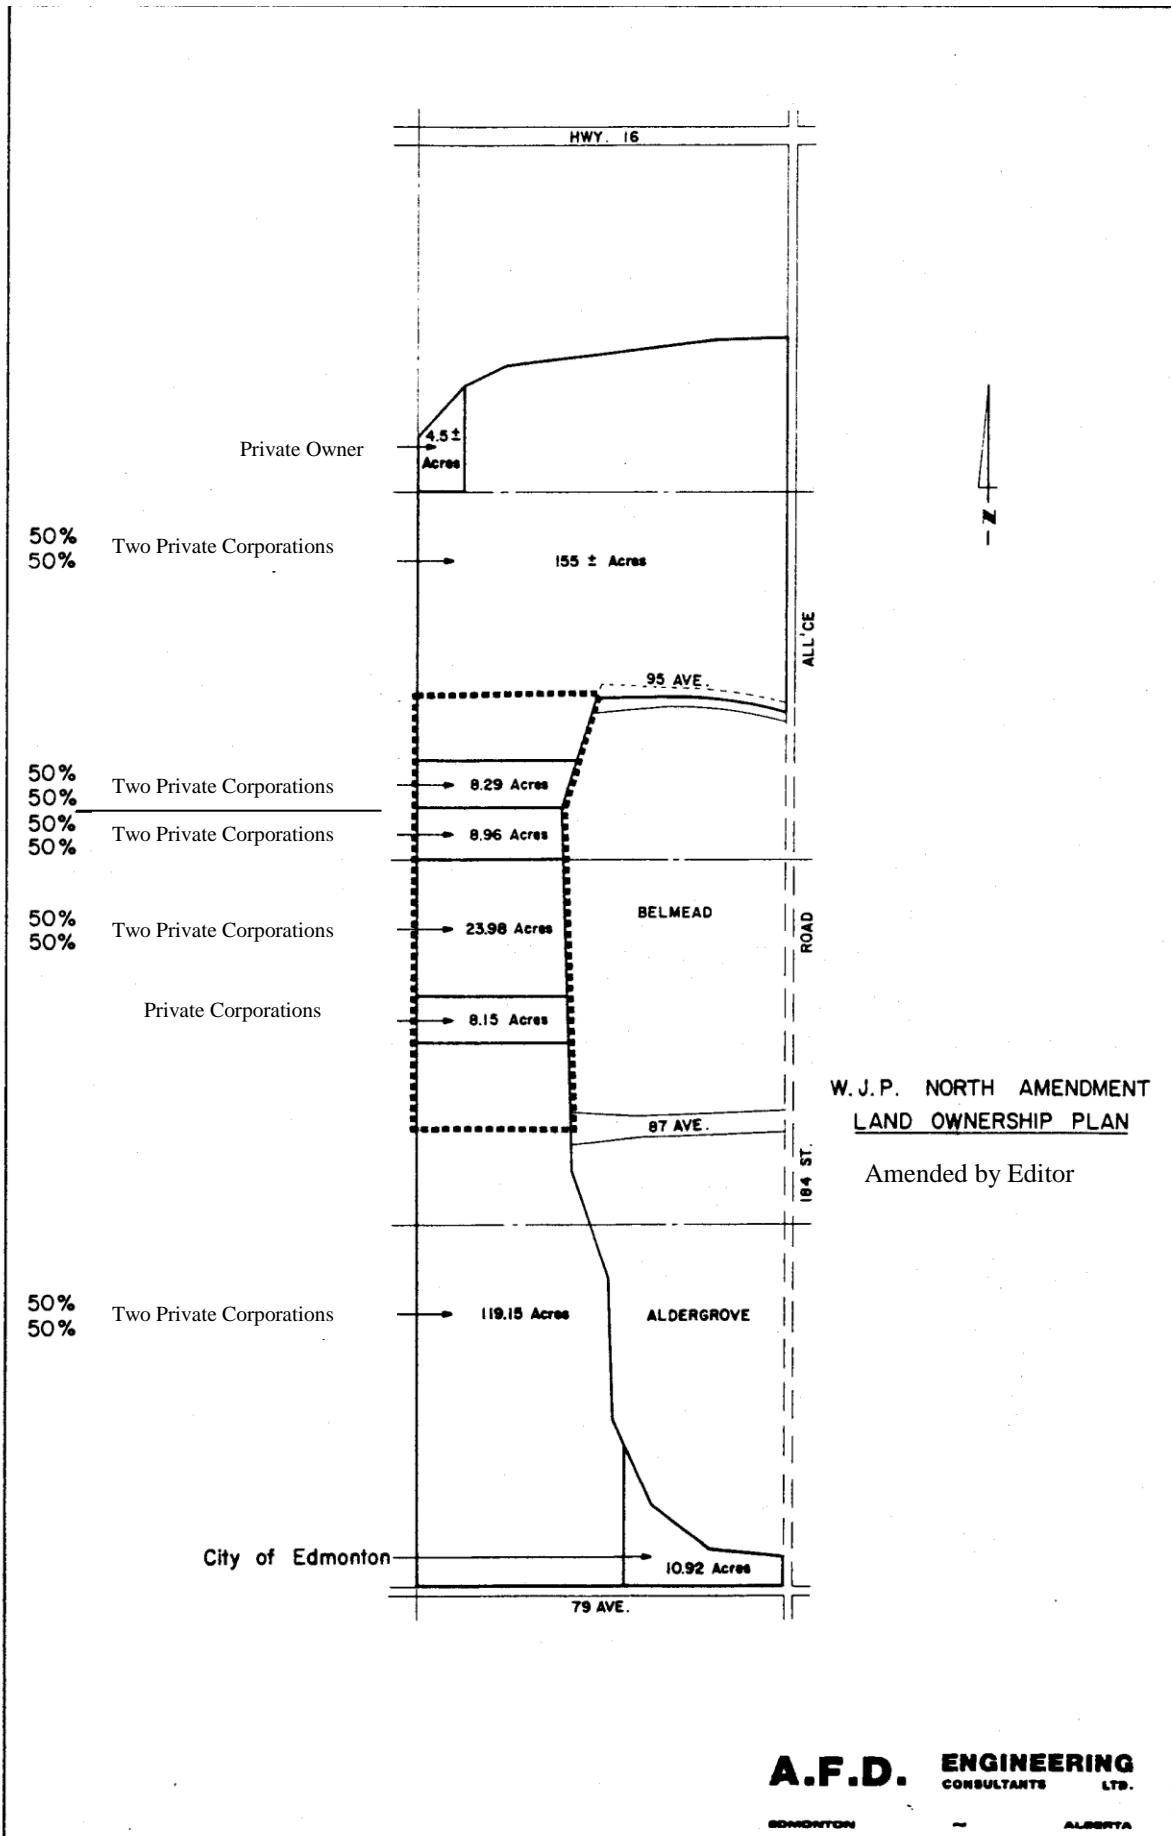 HWY. 16
4.5 ±
Acres
Private Owner
50%
50%
Two Private Corporations
155 ± Acres
ALL'CE
95 AVE.
50%
50%
Two Private Corporations
8.29 Acres
50%
50%
Two Private Corporations
8.96 Acres
BELMEAD
50%
50%
Two Private Corporations
23.98 Acres
ROAD
Private Corporations
8.15 Acres
W.J.P. NORTH AMENDMENT
LAND OWNERSHIP PLAN
Amended by Editor
87 AVE.
184 ST.
50%
50%
Two Private Corporations
119.15 Acres
ALDERGROVE
City of Edmonton
10.92 Acres
79 AVE.
N
A.F.D. ENGINEERING
CONSULTANTS LTD.
EDMONTON ~ ALBERTA